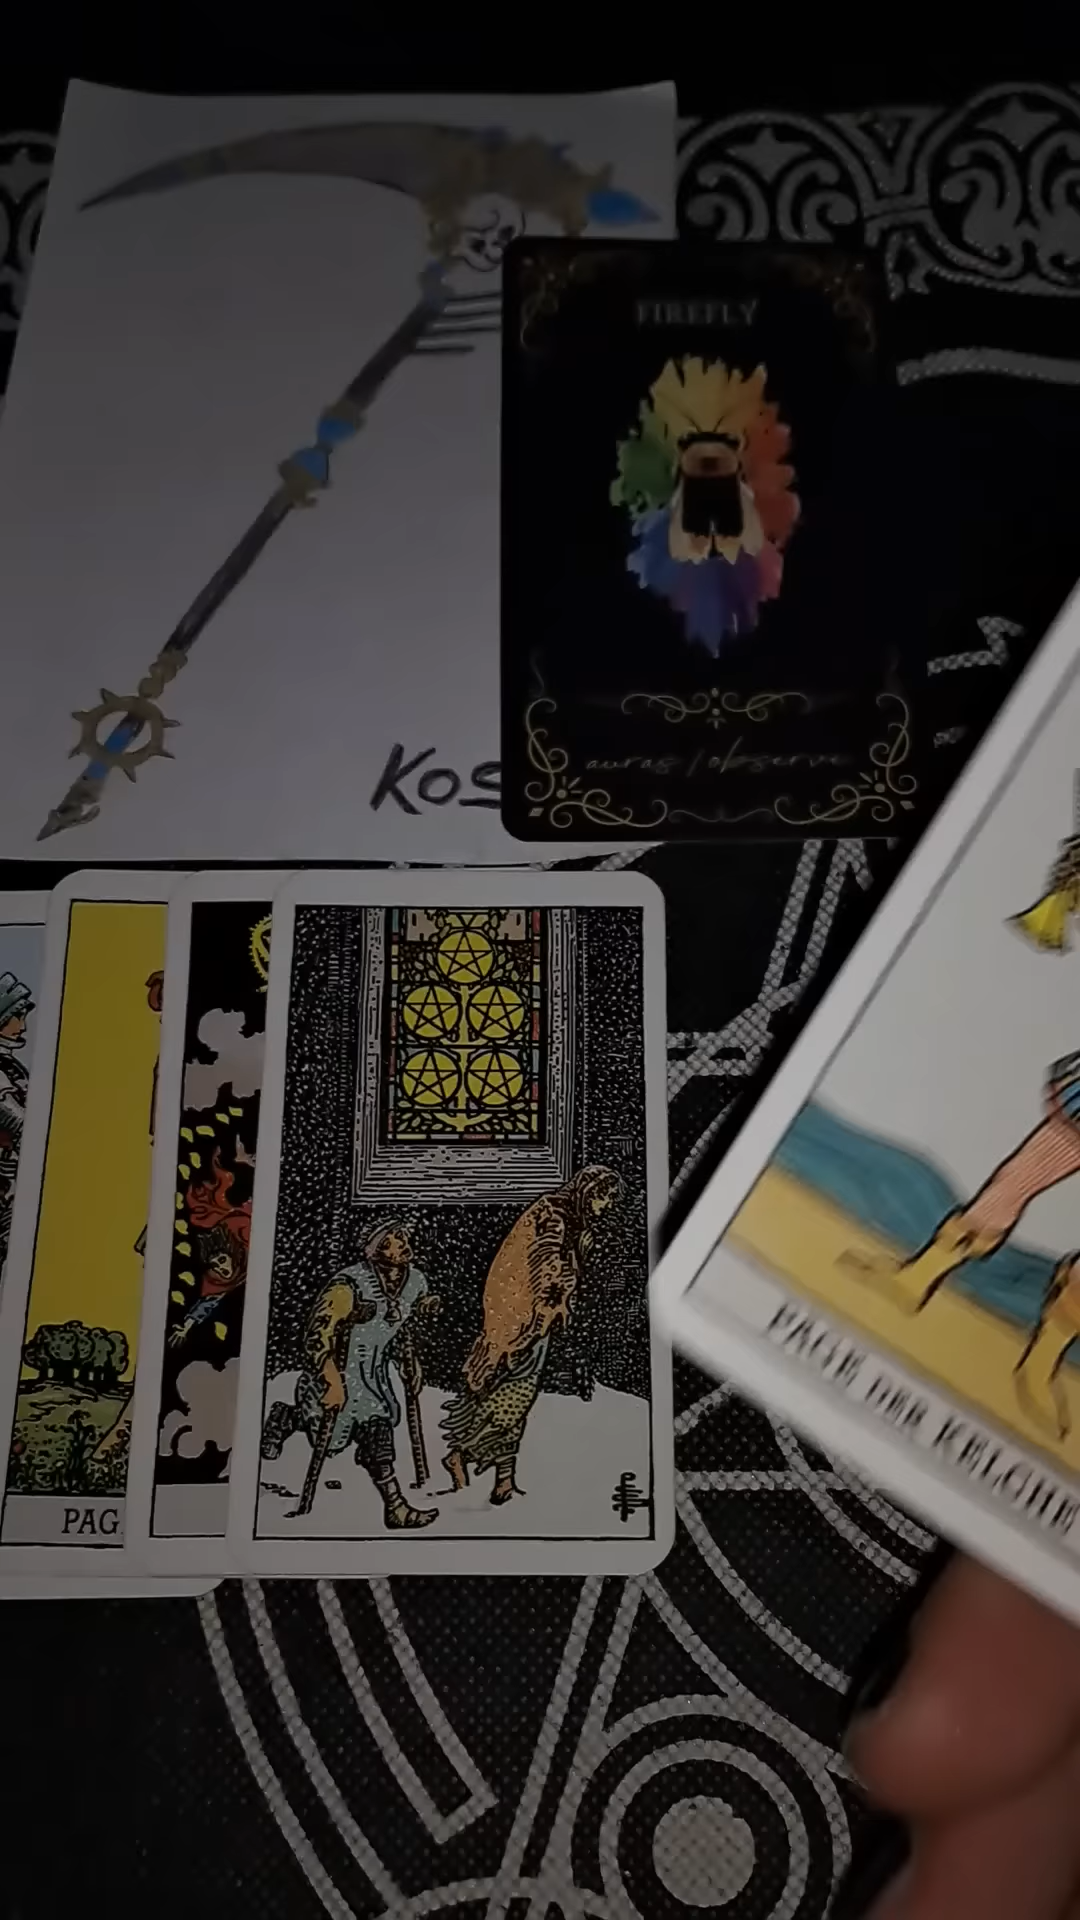 FIREFLY
KOS
auras / observe
PAG
PAGE DER KELCHE